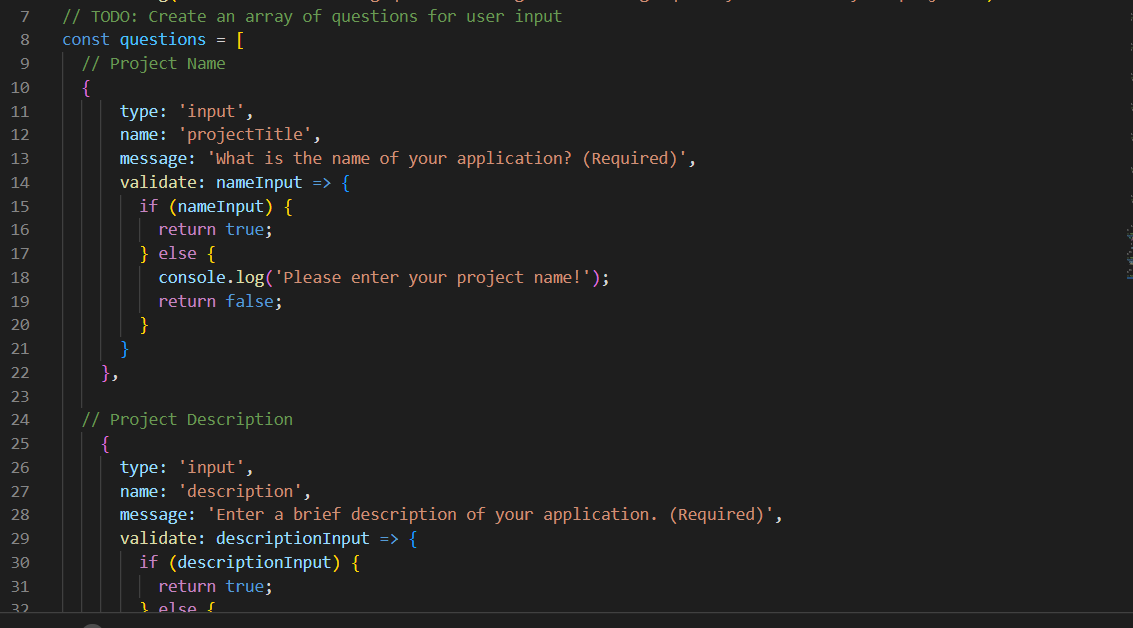 7 // TODO: Create an array of questions for user input
8 const questions = [
9 // Project Name
10 {
11 type: 'input',
12 name: 'projectTitle',
13 message: 'What is the name of your application? (Required)',
14 validate: nameInput => {
15 if (nameInput) {
16 return true;
17 } else {
18 console.log('Please enter your project name!');
19 return false;
20 }
21 }
22 },
23
24 // Project Description
25 {
26 type: 'input',
27 name: 'description',
28 message: 'Enter a brief description of your application. (Required)',
29 validate: descriptionInput => {
30 if (descriptionInput) {
31 return true;
32 } else {